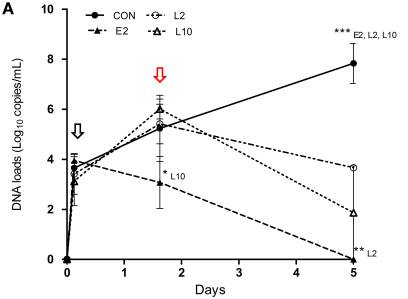 A
CON
L2
E2
L10
*** E2, L2, L10
DNA loads (Log10 copies/mL)
10
8
6
4
2
0
* L10
** L2
0
1
2
3
4
5
Days